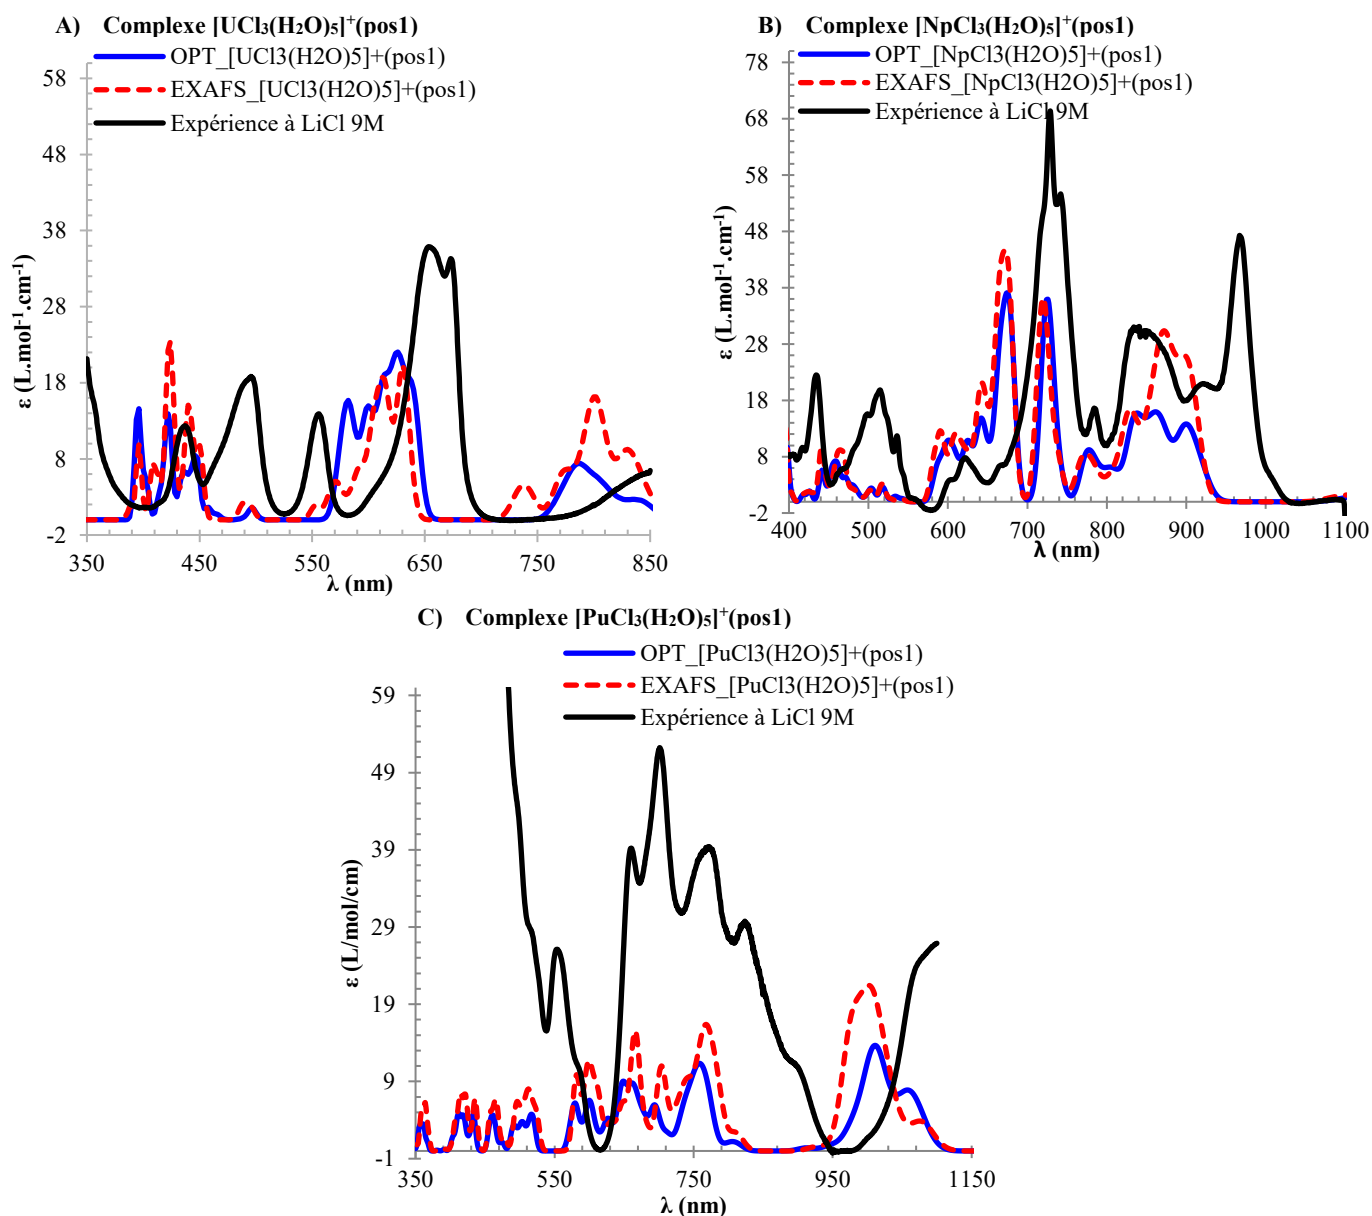 A) Complexe [UCl₃(H₂O)₅]⁺(pos1)
OPT_[UCl3(H2O)5]+(pos1)
EXAFS_[UCl3(H2O)5]+(pos1)
Expérience à LiCl 9M
58
48
38
28
18
8
-2
ε (L.mol⁻¹.cm⁻¹)
350 450 550 650 750 850
λ (nm)
B) Complexe [NpCl₃(H₂O)₅]⁺(pos1)
OPT_[NpCl3(H2O)5]+(pos1)
EXAFS_[NpCl3(H2O)5]+(pos1)
Expérience à LiCl 9M
78
68
58
48
38
28
18
8
-2
ε (L.mol⁻¹.cm⁻¹)
400 500 600 700 800 900 1000 1100
λ (nm)
C) Complexe [PuCl₃(H₂O)₅]⁺(pos1)
OPT_[PuCl3(H2O)5]+(pos1)
EXAFS_[PuCl3(H2O)5]+(pos1)
Expérience à LiCl 9M
59
49
39
29
19
9
-1
ε (L/mol/cm)
350 550 750 950 1150
λ (nm)